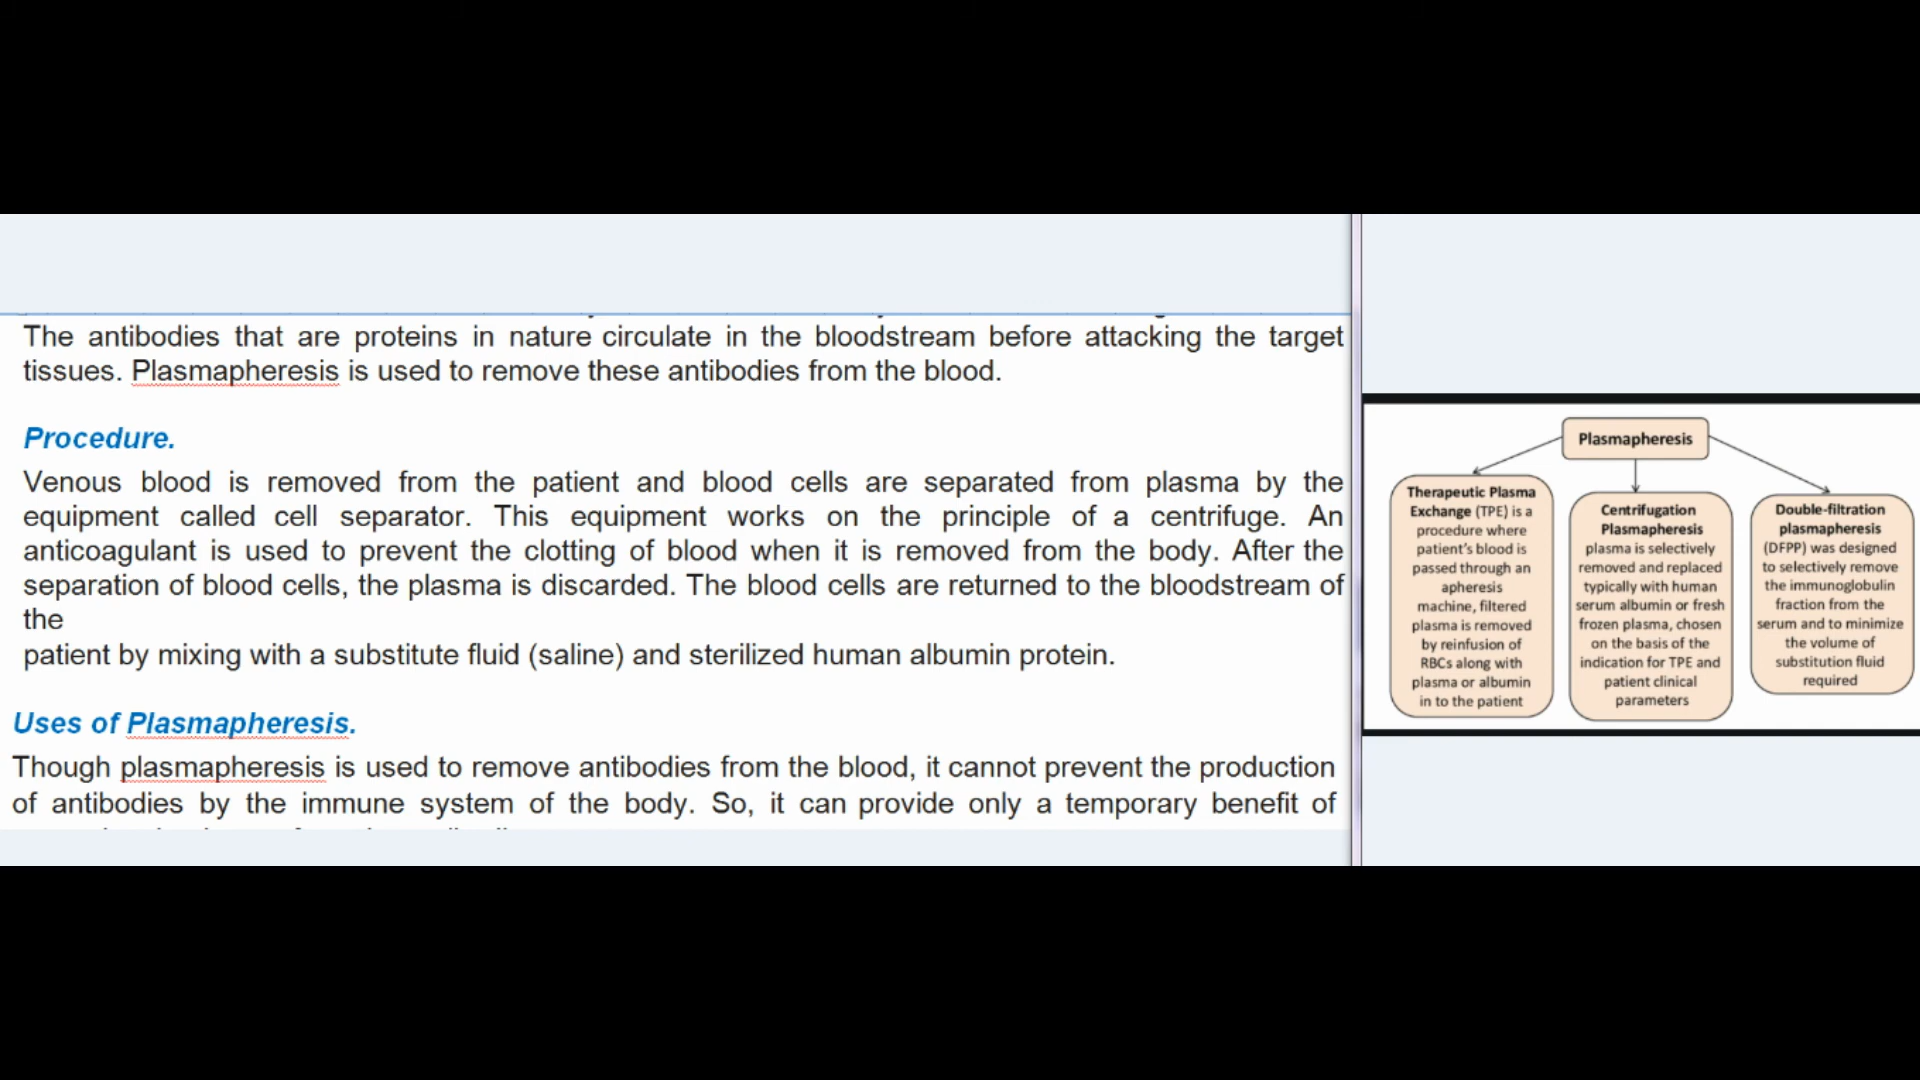 The antibodies that are proteins in nature circulate in the bloodstream before attacking the target
tissues. Plasmapheresis is used to remove these antibodies from the blood.
Procedure.
Venous blood is removed from the patient and blood cells are separated from plasma by the
equipment called cell separator. This equipment works on the principle of a centrifuge. An
anticoagulant is used to prevent the clotting of blood when it is removed from the body. After the
separation of blood cells, the plasma is discarded. The blood cells are returned to the bloodstream of
the
patient by mixing with a substitute fluid (saline) and sterilized human albumin protein.
Uses of Plasmapheresis.
Though plasmapheresis is used to remove antibodies from the blood, it cannot prevent the production
of antibodies by the immune system of the body. So, it can provide only a temporary benefit of
Plasmapheresis
Therapeutic Plasma
Exchange (TPE) is a
procedure where
patient's blood is
passed through an
apheresis
machine, filtered
plasma is removed
by reinfusion of
RBCs along with
plasma or albumin
in to the patient
Centrifugation
Plasmapheresis
plasma is selectively
removed and replaced
typically with human
serum albumin or fresh
frozen plasma, chosen
on the basis of the
indication for TPE and
patient clinical
parameters
Double-filtration
plasmapheresis
(DFPP) was designed
to selectively remove
the immunoglobulin
fraction from the
serum and to minimize
the volume of
substitution fluid
required